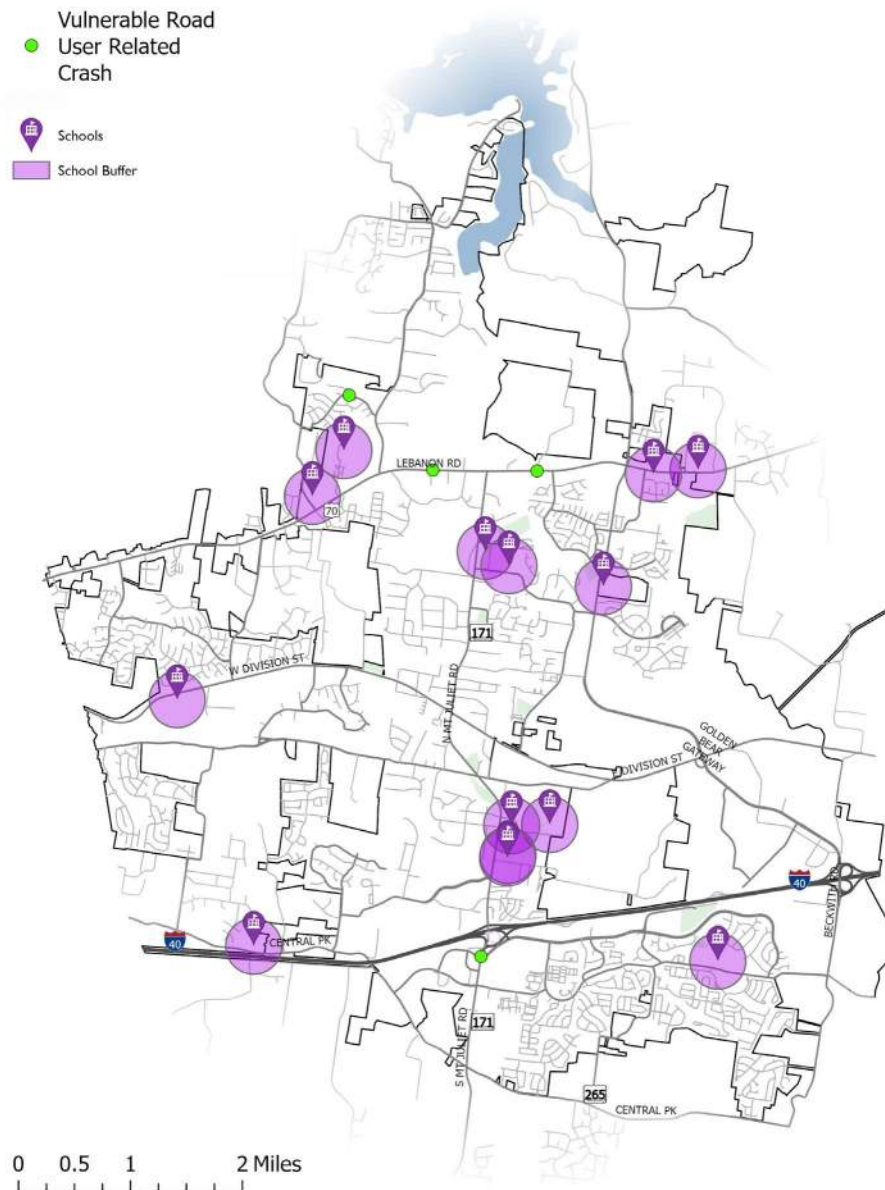 Vulnerable Road
User Related
Crash
Schools
School Buffer
LEBANON RD
70
171
W DIVISION ST
N MT JULIET RD
GOLDEN
BEAR
GATEWAY
DIVISION ST
40
BECKWITH RD
40
CENTRAL PK
171
S MT JULIET RD
265
CENTRAL PK
0 0.5 1 2 Miles